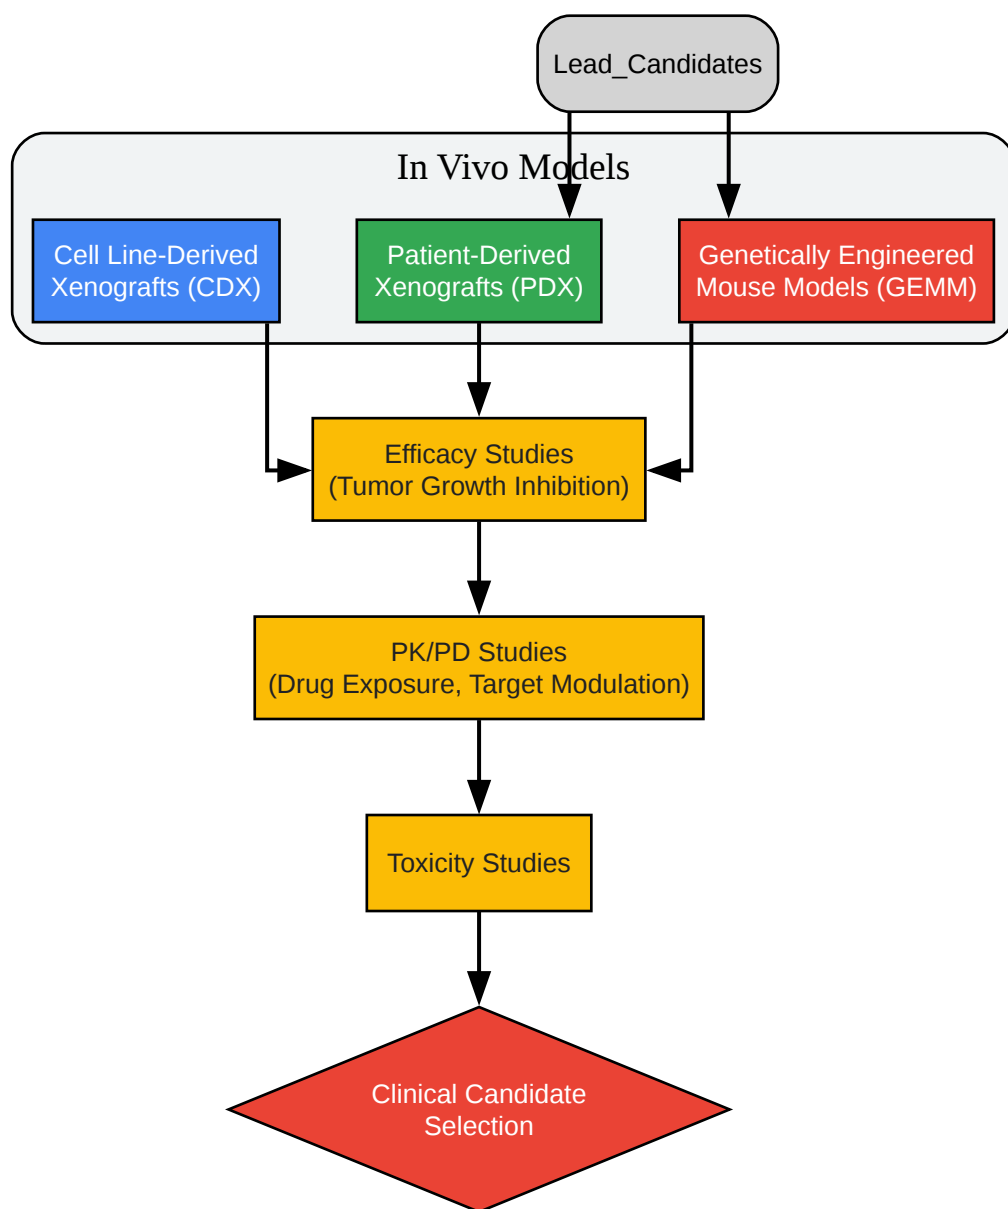 Lead_Candidates
In Vivo Models
Cell Line-Derived
Xenografts (CDX)
Patient-Derived
Xenografts (PDX)
Genetically Engineered
Mouse Models (GEMM)
Efficacy Studies
(Tumor Growth Inhibition)
PK/PD Studies
(Drug Exposure, Target Modulation)
Toxicity Studies
Clinical Candidate
Selection